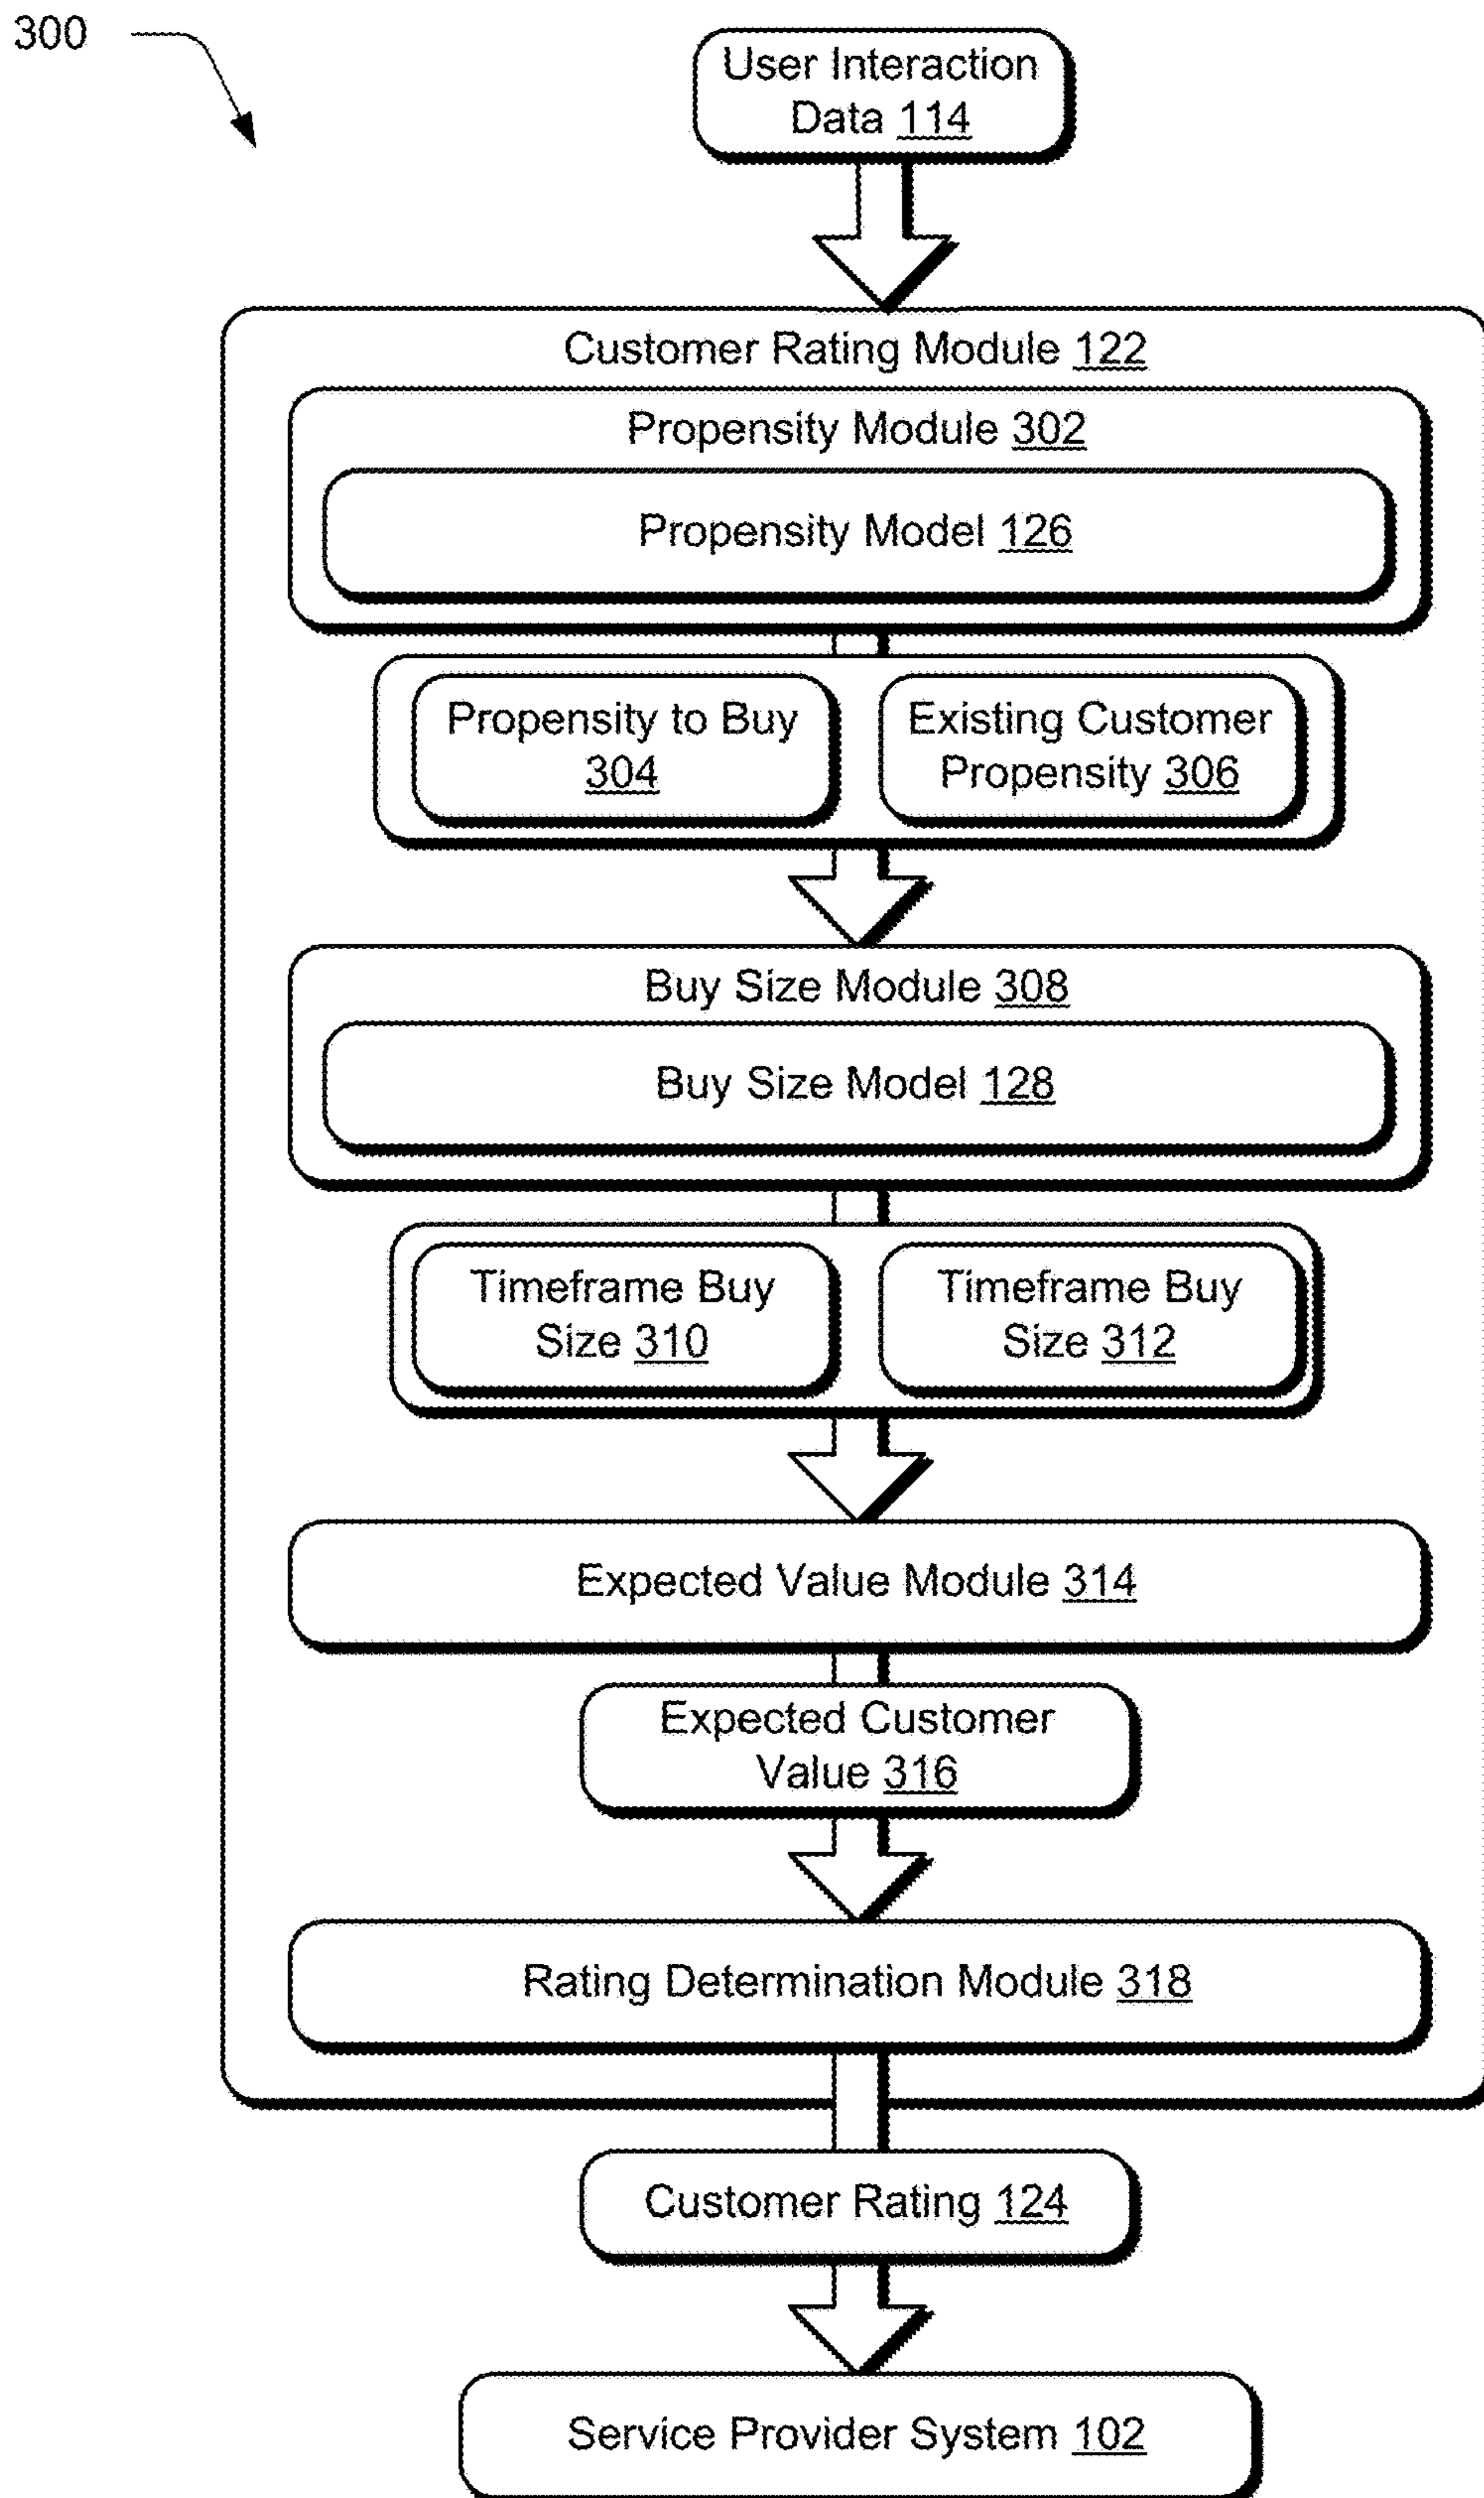 300
User Interaction
Data 114
Customer Rating Module 122
Propensity Module 302
Propensity Model 126
Propensity to Buy
304
Existing Customer
Propensity 306
Buy Size Module 308
Buy Size Model 128
Timeframe Buy
Size 310
Timeframe Buy
Size 312
Expected Value Module 314
Expected Customer
Value 316
Rating Determination Module 318
Customer Rating 124
Service Provider System 102